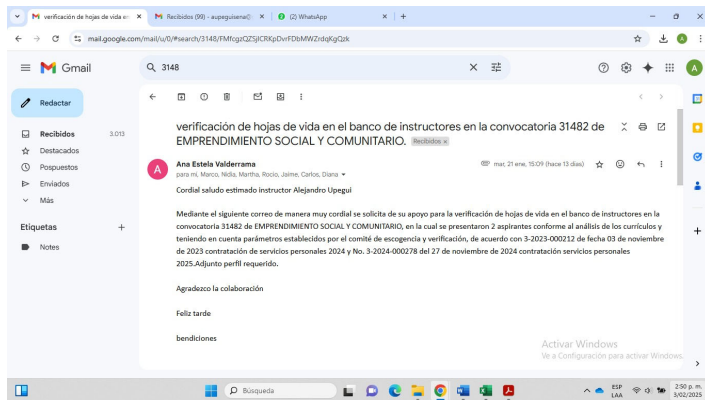 verificación de hojas de vida en
Recibidos (99) - aupeguisena@
(2) WhatsApp
mail.google.com/mail/u/0/#search/3148/FMfcgzQZSjlCRKpDvrFDbMWZrdqKgQzk
Gmail
3148
Redactar
Recibidos 3.013
Destacados
Pospuestos
Enviados
Más
Etiquetas
Notes
verificación de hojas de vida en el banco de instructores en la convocatoria 31482 de
EMPRENDIMIENTO SOCIAL Y COMUNITARIO. Recibidos x
Ana Estela Valderrama mar, 21 ene, 15:09 (hace 13 días)
para mí, Marco, Nidia, Martha, Rocio, Jaime, Carlos, Diana
Cordial saludo estimado instructor Alejandro Upegui
Mediante el siguiente correo de manera muy cordial se solicita de su apoyo para la verificación de hojas de vida en el banco de instructores en la
convocatoria 31482 de EMPRENDIMIENTO SOCIAL Y COMUNITARIO, en la cual se presentaron 2 aspirantes conforme al análisis de los currículos y
teniendo en cuenta parámetros establecidos por el comité de escogencia y verificación, de acuerdo con 3-2023-000212 de fecha 03 de noviembre
de 2023 contratación de servicios personales 2024 y No. 3-2024-000278 del 27 de noviembre de 2024 contratación servicios personales
2025.Adjunto perfil requerido.
Agradezco la colaboración
Feliz tarde
bendiciones
Activar Windows
Ve a Configuración para activar Windows.
Búsqueda
ESP
LAA
2:50 p. m.
3/02/2025